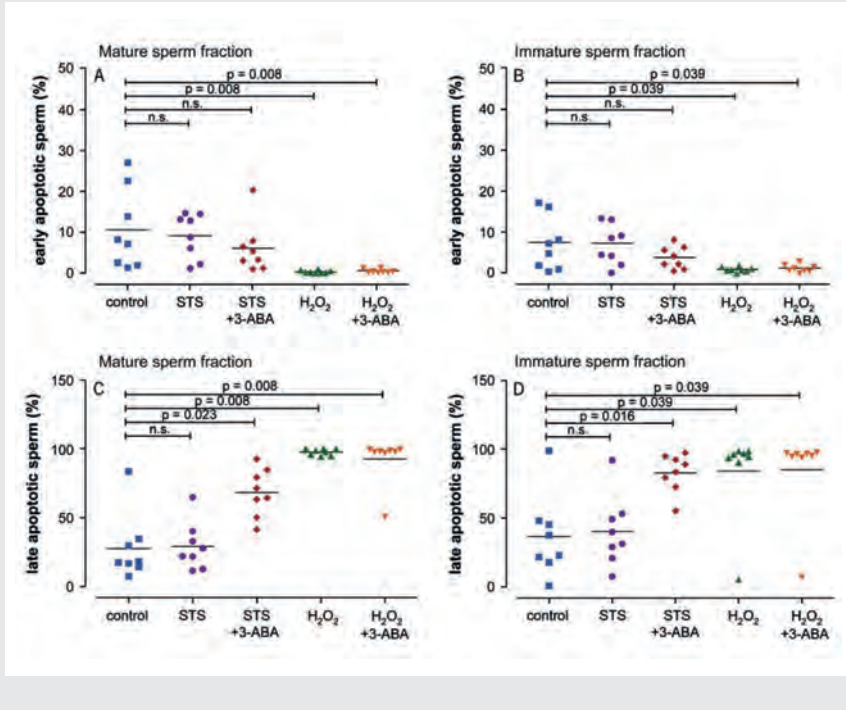 Mature sperm fraction
A
early apoptotic sperm (%)
50
40
30
20
10
0
p = 0.008
p = 0.008
n.s.
n.s.
control
STS
STS
+3-ABA
H₂O₂
H₂O₂
+3-ABA
Immature sperm fraction
B
early apoptotic sperm (%)
50
40
30
20
10
0
p = 0.039
p = 0.039
n.s.
n.s.
control
STS
STS
+3-ABA
H₂O₂
H₂O₂
+3-ABA
Mature sperm fraction
C
late apoptotic sperm (%)
150
100
50
0
p = 0.008
p = 0.008
p = 0.023
n.s.
control
STS
STS
+3-ABA
H₂O₂
H₂O₂
+3-ABA
Immature sperm fraction
D
late apoptotic sperm (%)
150
100
50
0
p = 0.039
p = 0.039
p = 0.016
n.s.
control
STS
STS
+3-ABA
H₂O₂
H₂O₂
+3-ABA